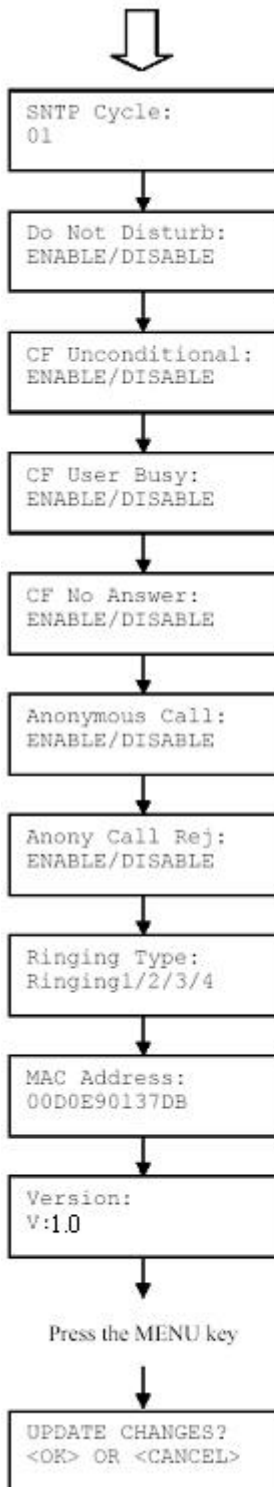 SNTP Cycle:
01
Do Not Disturb:
ENABLE/DISABLE
CF Unconditional:
ENABLE/DISABLE
CF User Busy:
ENABLE/DISABLE
CF No Answer:
ENABLE/DISABLE
Anonymous Call:
ENABLE/DISABLE
Anony Call Rej:
ENABLE/DISABLE
Ringing Type:
Ringing1/2/3/4
MAC Address:
00D0E90137DB
Version:
V:1.0
Press the MENU key
UPDATE CHANGES?
<OK> OR <CANCEL>